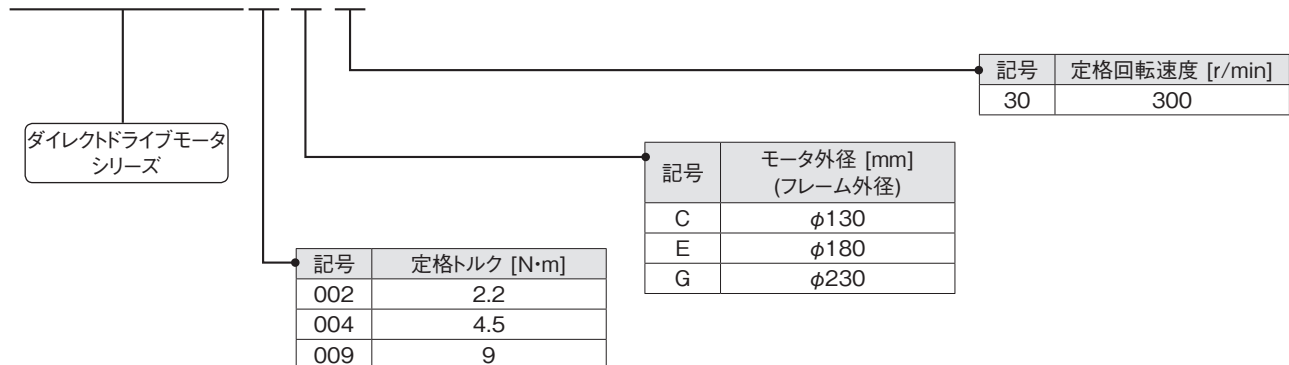 記号 定格回転速度 [r/min]
30 300
ダイレクトドライブモータ
シリーズ
記号 モータ外径 [mm]
(フレーム外径)
C φ130
E φ180
G φ230
記号 定格トルク [N・m]
002 2.2
004 4.5
009 9